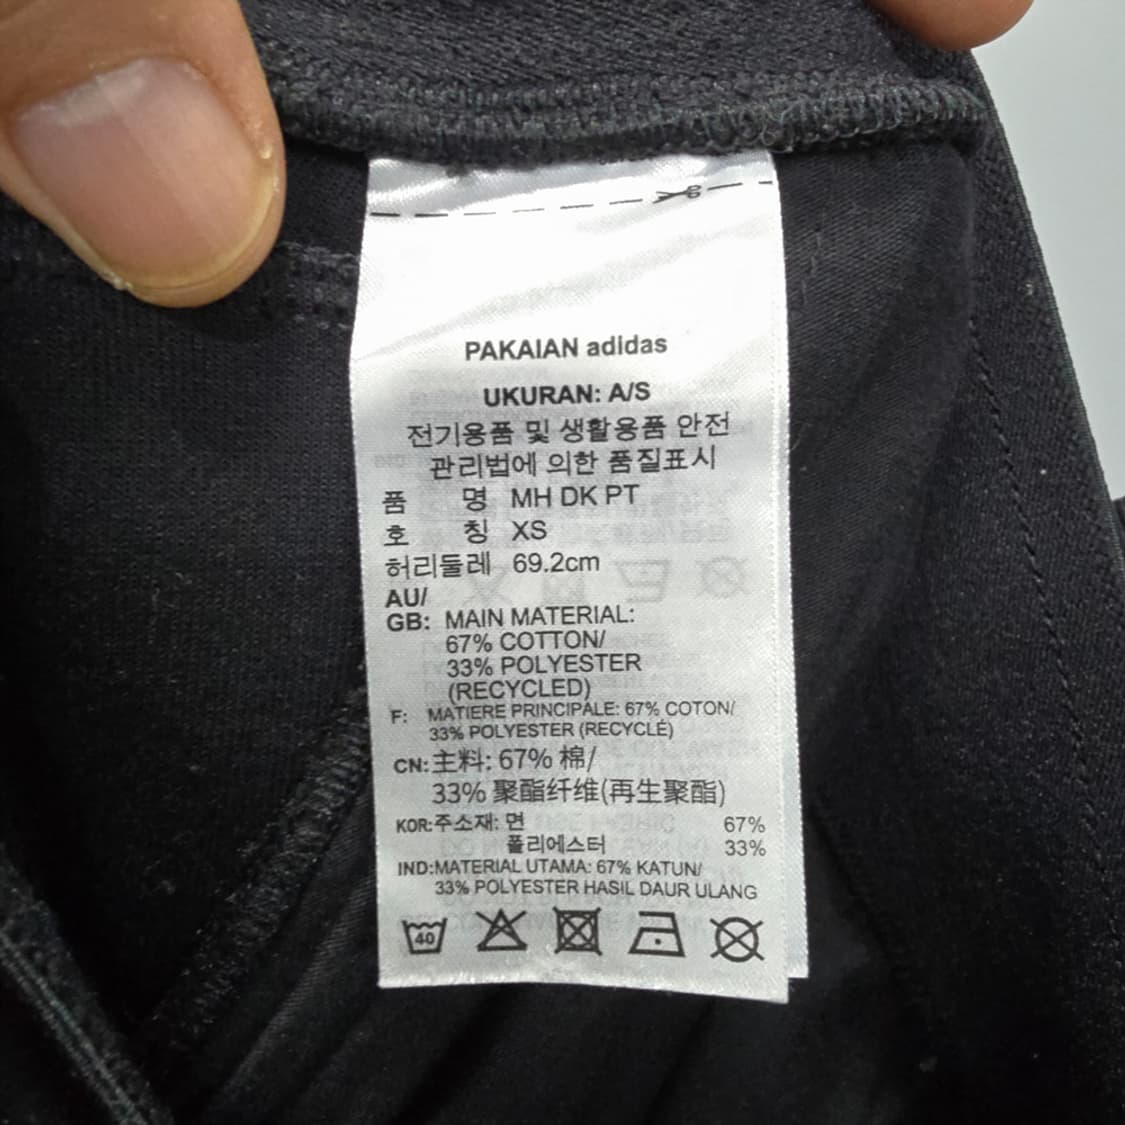 PAKAIAN adidas
UKURAN: A/S
전기용품 및 생활용품 안전
관리법에 의한 품질표시
품 명 MH DK PT
호 칭 XS
허리둘레 69.2cm
AU/
GB: MAIN MATERIAL:
67% COTTON/
33% POLYESTER
(RECYCLED)
F: MATIERE PRINCIPALE: 67% COTON/
33% POLYESTER (RECYCLÉ)
CN:主料: 67% 棉/
33% 聚酯纤维(再生聚酯)
KOR:주소재: 면 67%
폴리에스터 33%
IND:MATERIAL UTAMA: 67% KATUN/
33% POLYESTER HASIL DAUR ULANG
40